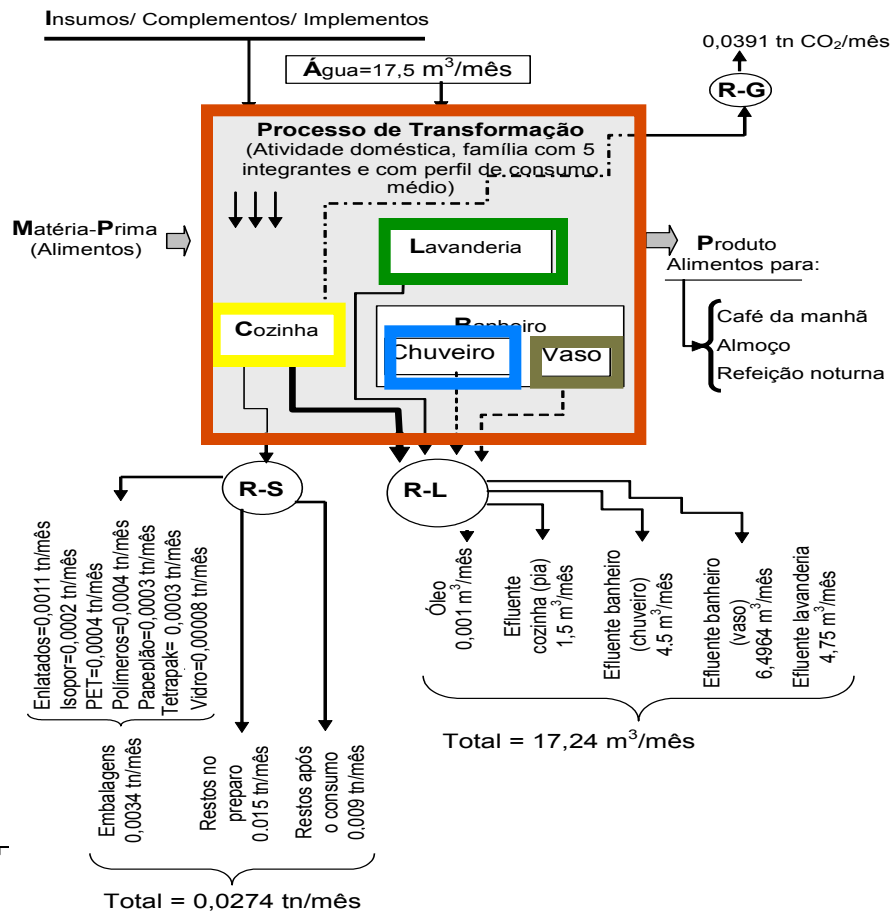 Insumos/ Complementos/ Implementos
Água=17,5 m³/mês
0,0391 tn CO₂/mês
R-G
Processo de Transformação
(Atividade doméstica, família com 5
integrantes e com perfil de consumo
médio)
Matéria-Prima
(Alimentos)
Lavanderia
Cozinha
Banheiro
Chuveiro
Vaso
Produto
Alimentos para:
Café da manhã
Almoço
Refeição noturna
R-S
R-L
Enlatados=0,0011 tn/mês
Isopor=0,0002 tn/mês
PET=0,0004 tn/mês
Polímeros=0,0004 tn/mês
Papeplão=0,0003 tn/mês
Tetrapak= 0,0003 tn/mês
Vidro=0,00008 tn/mês
Embalagens
0,0034 tn/mês
Restos no
preparo
0.015 tn/mês
Restos após
o consumo
0.009 tn/mês
Total = 0,0274 tn/mês
Óleo
0,001 m³/mês
Efluente
cozinha (pia)
1,5 m³/mês
Efluente banheiro
(chuveiro)
4.5 m³/mês
Efluente banheiro
(vaso)
6,4964 m³/mês
Efluente lavanderia
4,75 m³/mês
Total = 17,24 m³/mês